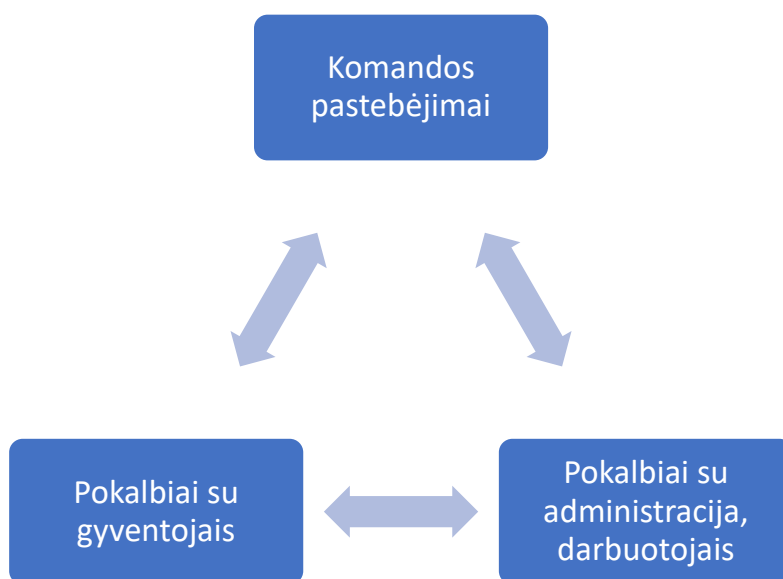 Komandos
pastebėjimai
Pokalbiai su
gyventojais
Pokalbiai su
administracija,
darbuotojais